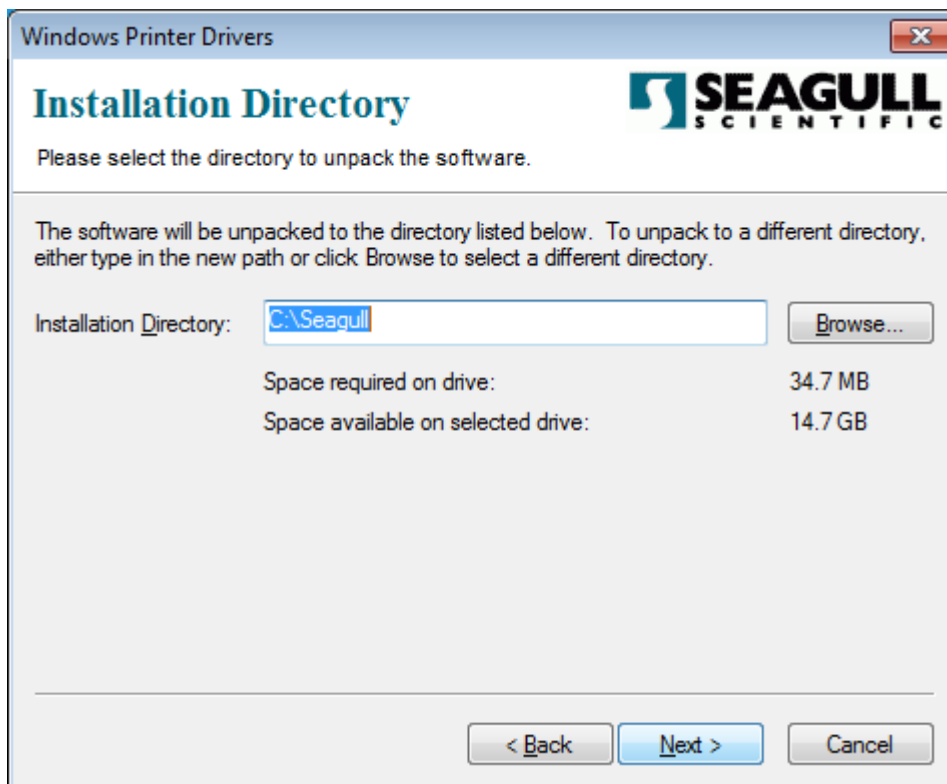 Windows Printer Drivers
Installation Directory
SEAGULL
SCIENTIFIC
Please select the directory to unpack the software.
The software will be unpacked to the directory listed below. To unpack to a different directory,
either type in the new path or click Browse to select a different directory.
Installation Directory: C:\Seagull Browse...
Space required on drive: 34.7 MB
Space available on selected drive: 14.7 GB
< Back Next > Cancel